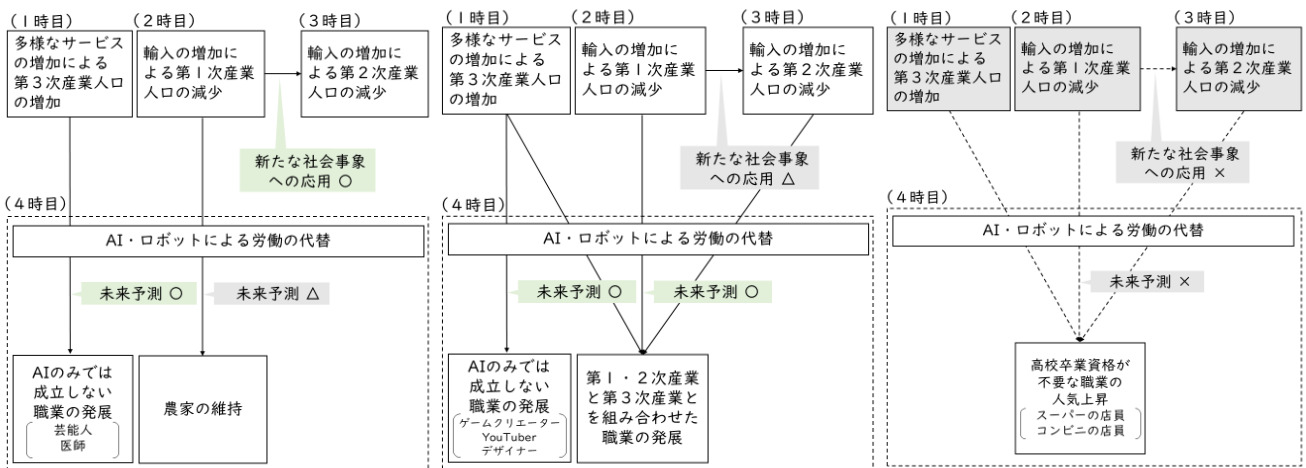 (1時目)
多様なサービス
の増加による
第3次産業人口
の増加
(2時目)
輸入の増加に
よる第1次産業
人口の減少
(3時目)
輸入の増加に
よる第2次産業
人口の減少
新たな社会事象
への応用 ○
(4時目)
AI・ロボットによる労働の代替
未来予測 ○
未来予測 △
AIのみでは
成立しない
職業の発展
芸能人
医師
農家の維持
(1時目)
多様なサービス
の増加による
第3次産業人口
の増加
(2時目)
輸入の増加に
よる第1次産業
人口の減少
(3時目)
輸入の増加に
よる第2次産業
人口の減少
新たな社会事象
への応用 △
(4時目)
AI・ロボットによる労働の代替
未来予測 ○
未来予測 ○
AIのみでは
成立しない
職業の発展
ゲームクリエーター
YouTuber
デザイナー
第1・2次産業
と第3次産業と
を組み合わせた
職業の発展
(1時目)
多様なサービス
の増加による
第3次産業人口
の増加
(2時目)
輸入の増加に
よる第1次産業
人口の減少
(3時目)
輸入の増加に
よる第2次産業
人口の減少
新たな社会事象
への応用 ×
(4時目)
AI・ロボットによる労働の代替
未来予測 ×
高校卒業資格が
不要な職業の
人気上昇
スーパーの店員
コンビニの店員